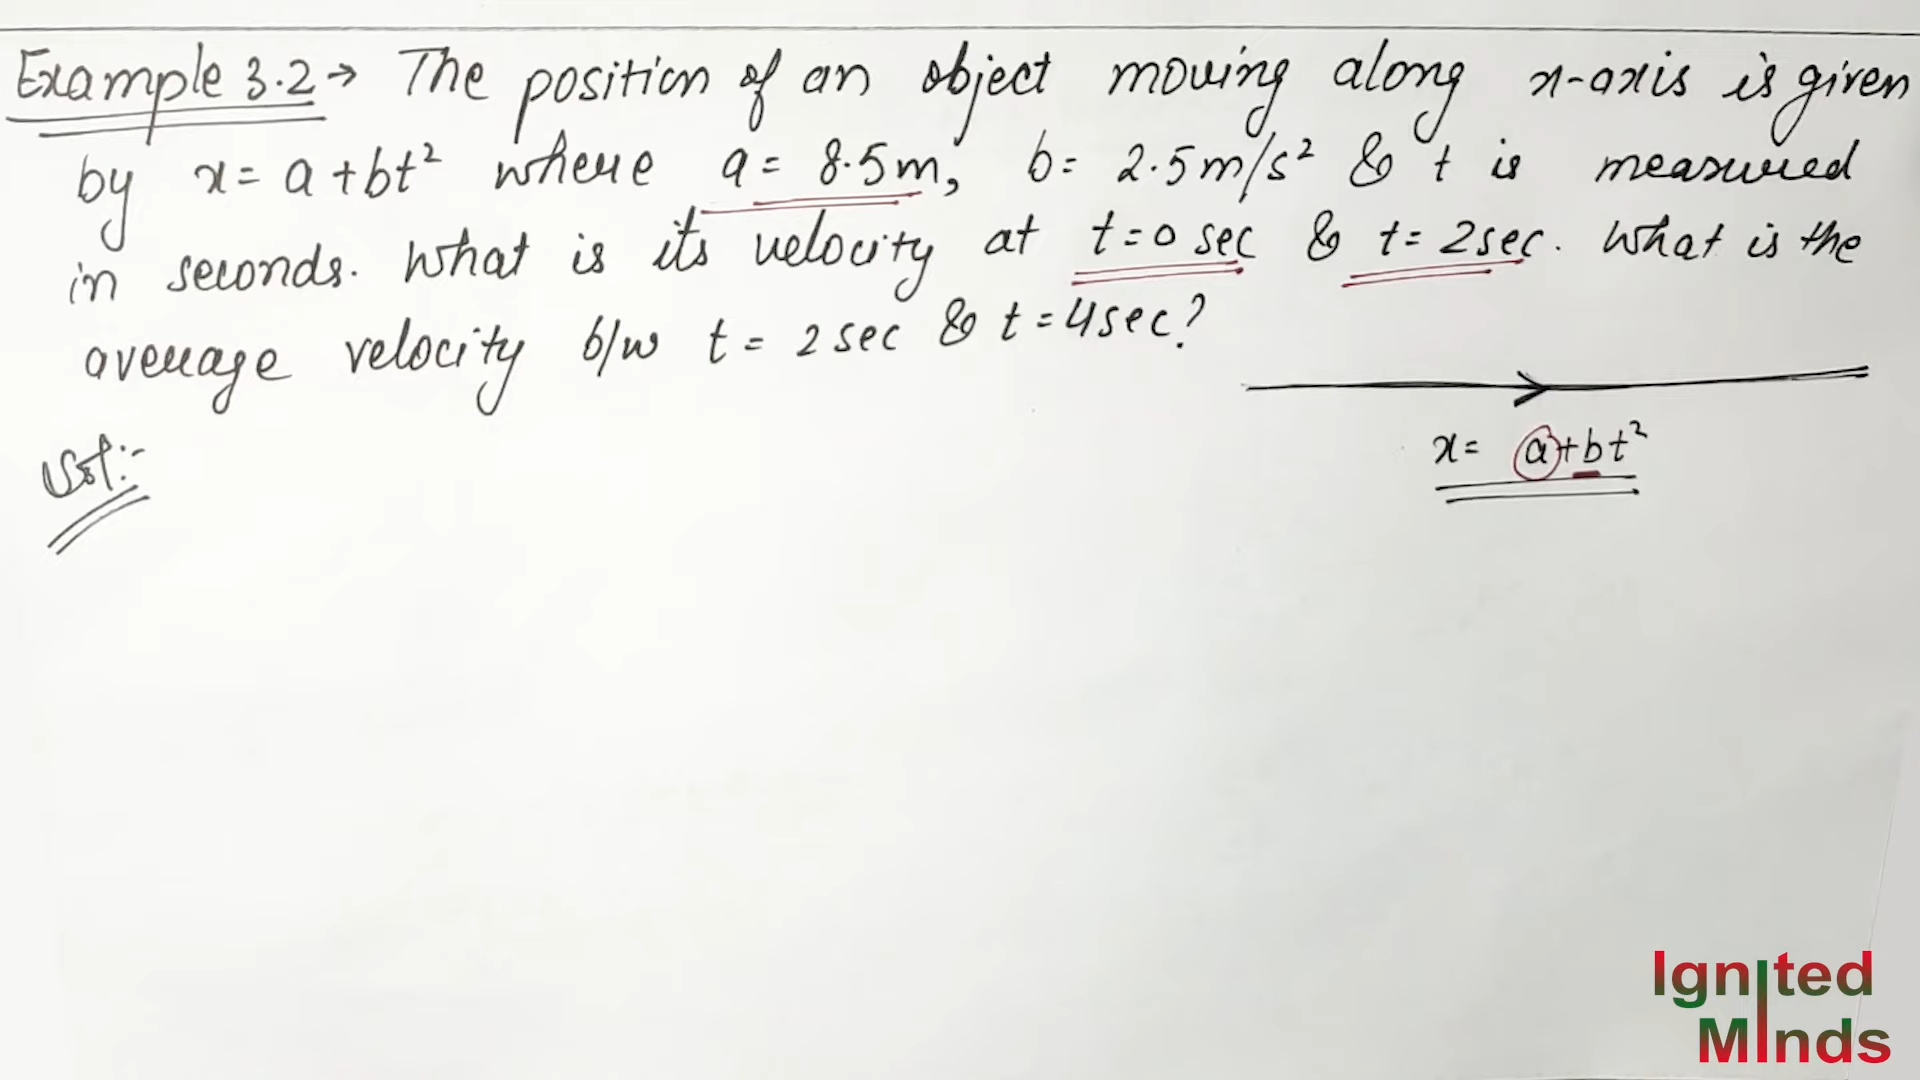 Example 3.2→ The position of an object moving along x-axis is given
by x = a + bt² where a = 8.5m, b = 2.5 m/s² & t is measured
in seconds. What is its velocity at t = 0 sec & t = 2 sec. What is the
average velocity b/w t = 2 sec & t = 4 sec?
x = a + bt²
Sol:-
Ignited
Minds